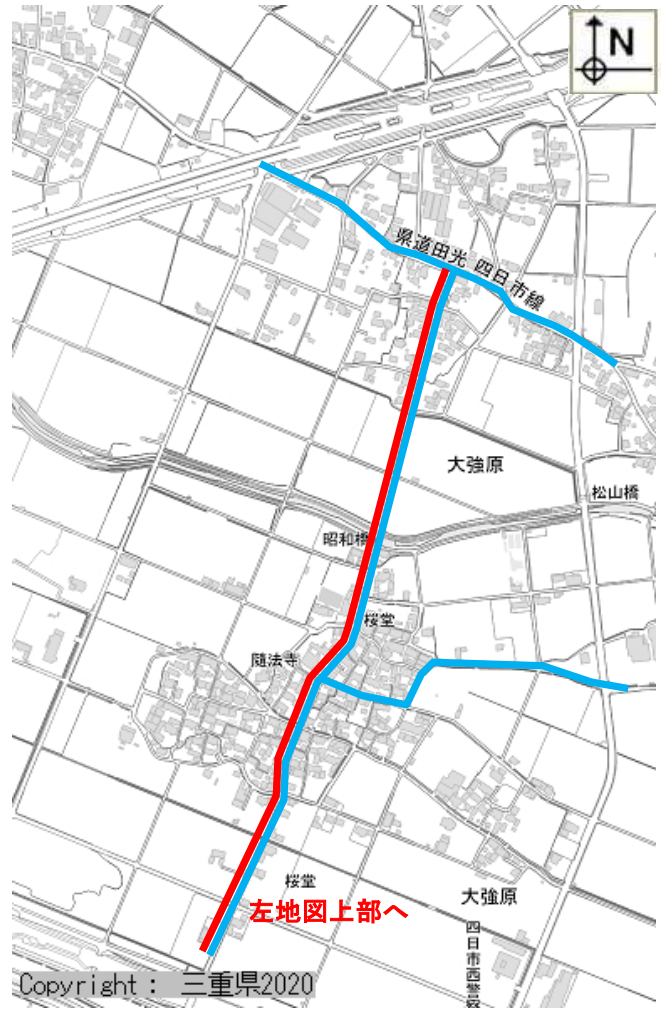 N
県道田光 四日市線
大強原
松山橋
昭和橋
桜堂
随法寺
桜堂
左地図上部へ
大強原
四日市西警察
Copyright : 三重県2020